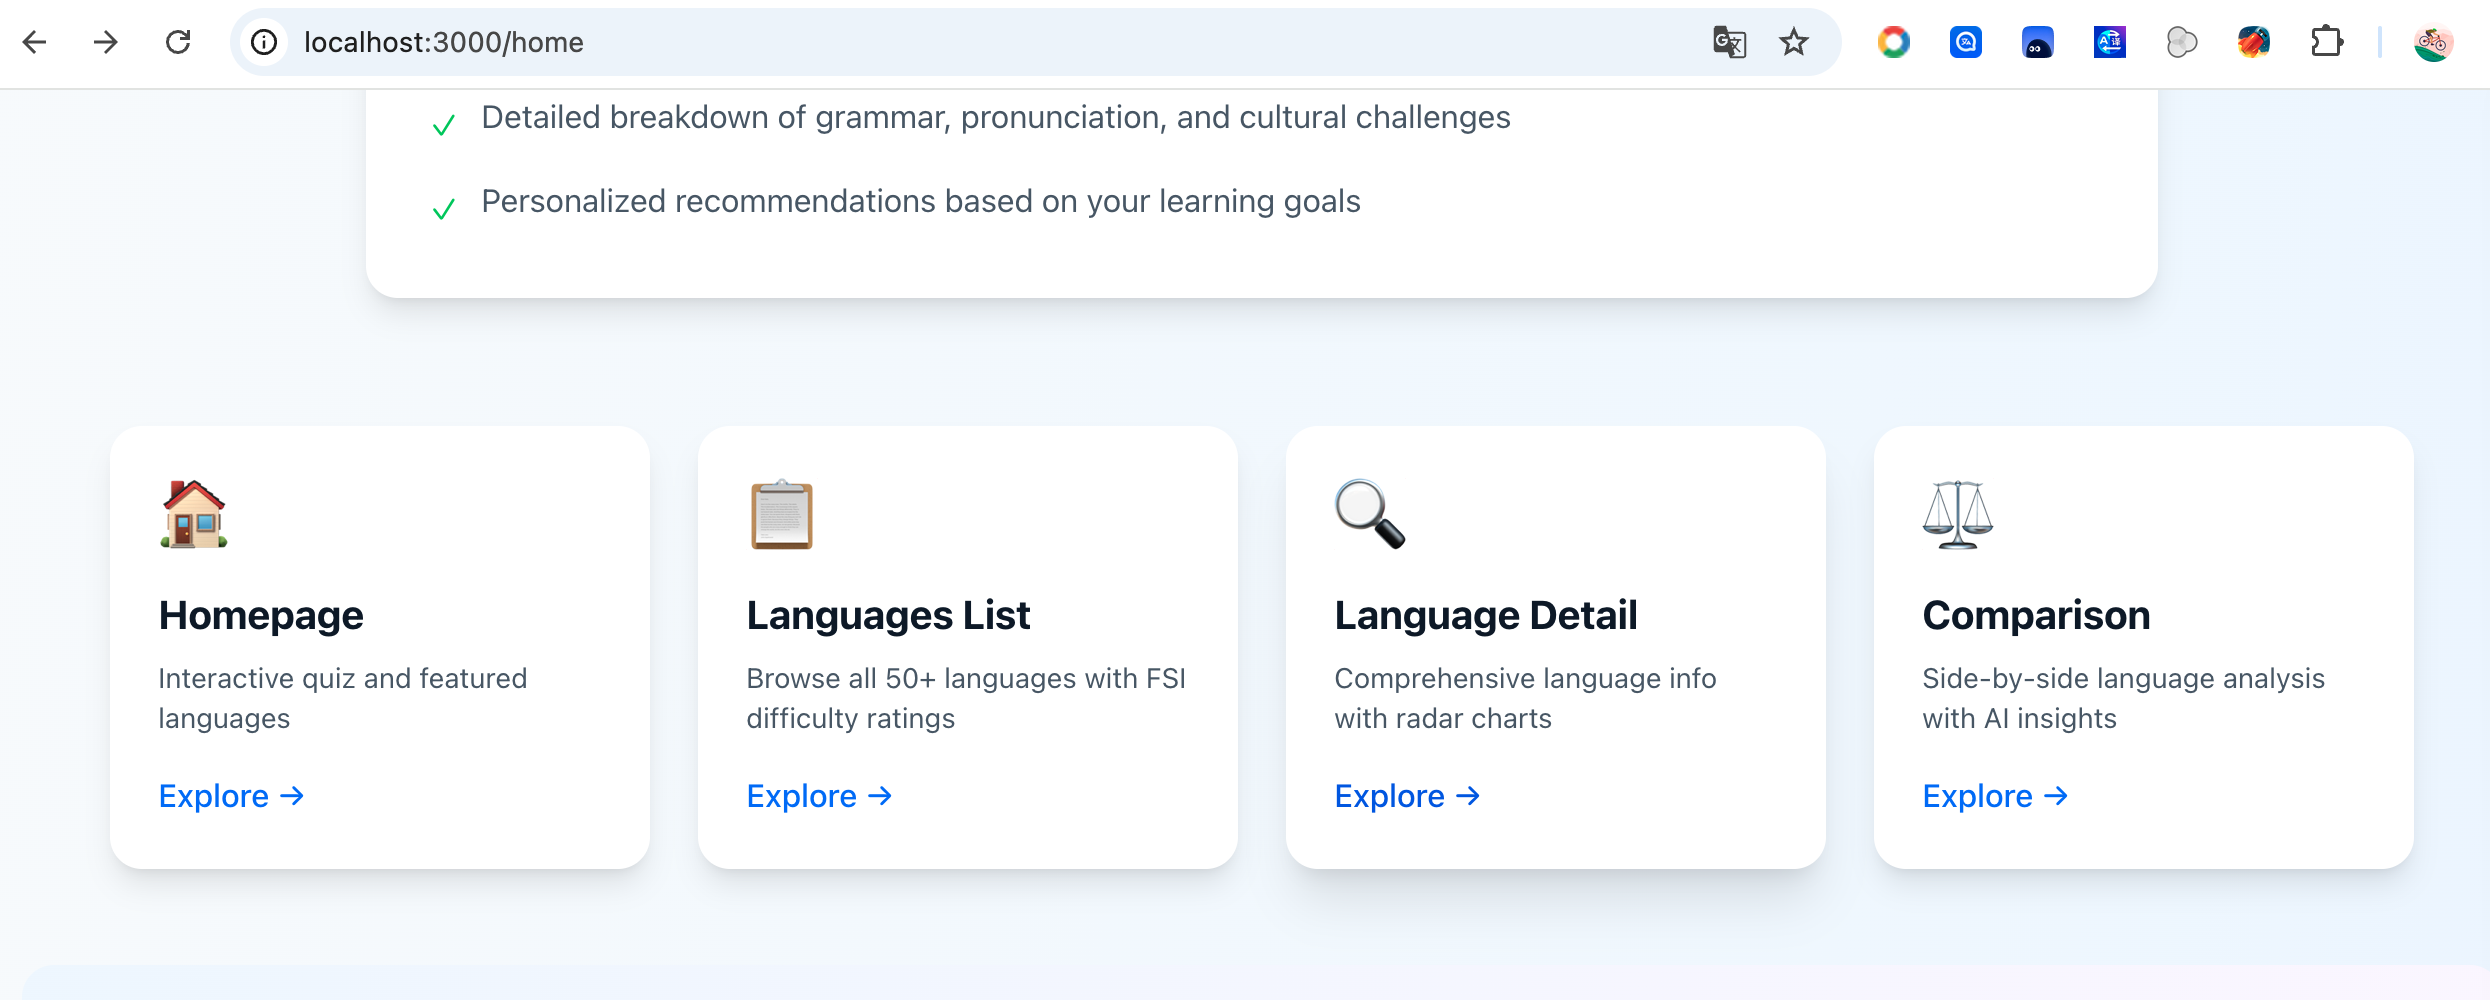 localhost:3000/home
Detailed breakdown of grammar, pronunciation, and cultural challenges
Personalized recommendations based on your learning goals
Homepage
Interactive quiz and featured
languages
Explore →
Languages List
Browse all 50+ languages with FSI
difficulty ratings
Explore →
Language Detail
Comprehensive language info
with radar charts
Explore →
Comparison
Side-by-side language analysis
with AI insights
Explore →